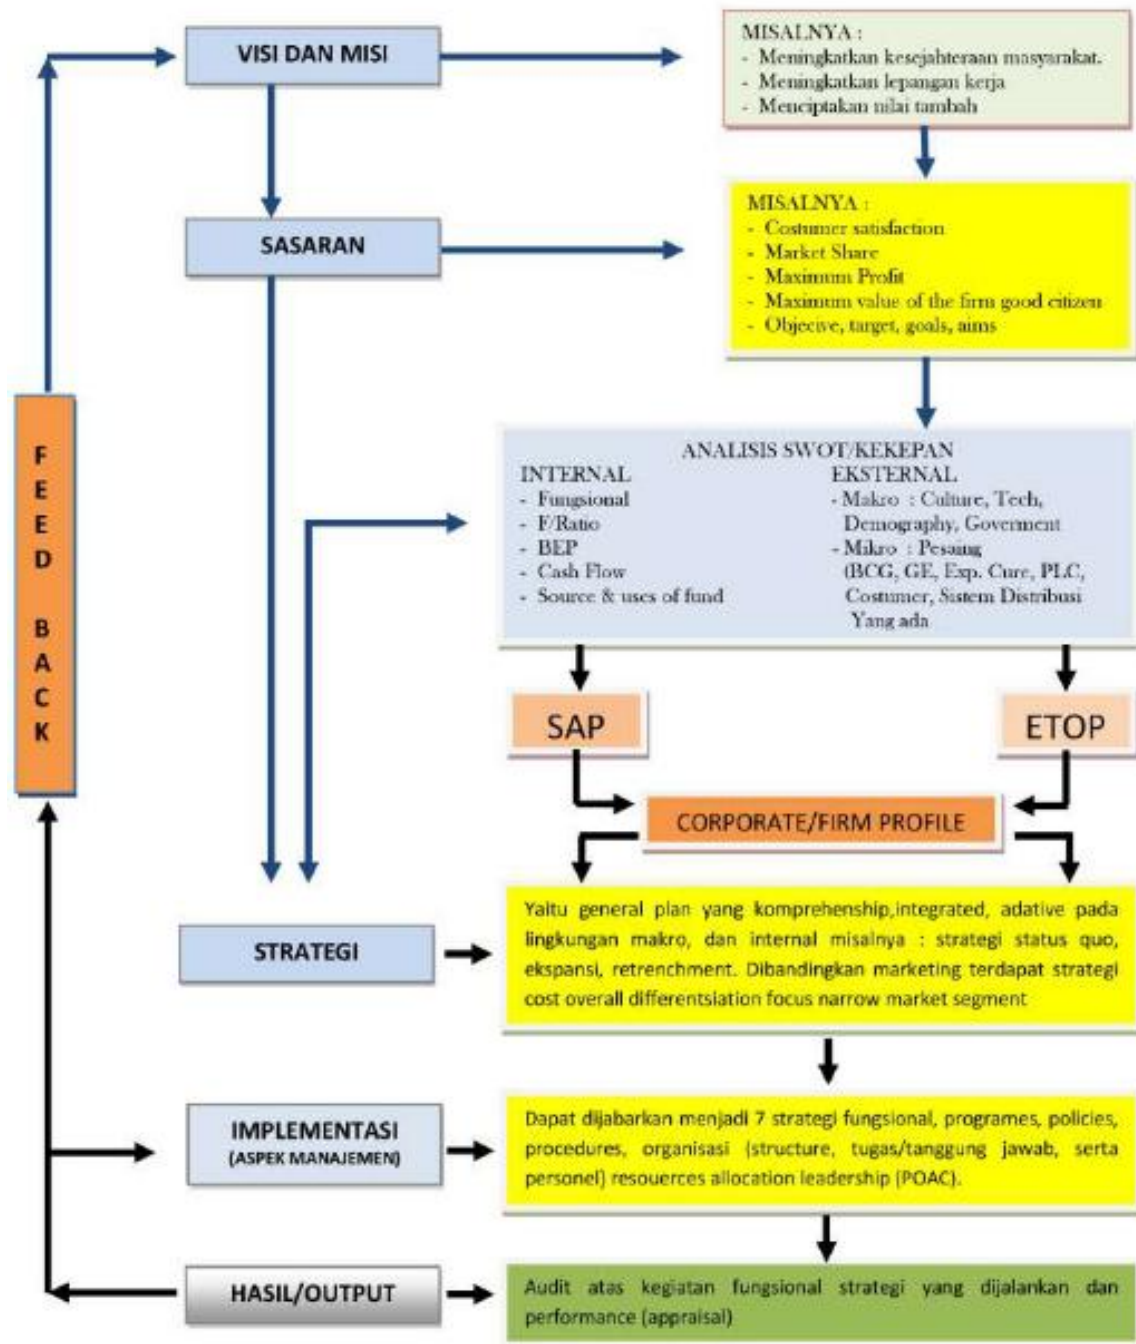 VISI DAN MISI
MISALNYA :
- Meningkatkan kesejahteraan masyarakat.
- Meningkatkan lepangan kerja
- Menciptakan nilai tambah
SASARAN
MISALNYA :
- Costumer satisfaction
- Market Share
- Maximum Profit
- Maximum value of the firm good citizen
- Objecive, target, goals, aims
FEED BACK
ANALISIS SWOT/KEKEPAN
INTERNAL
- Fungsional
- F/Ratio
- BEP
- Cash Flow
- Source & uses of fund
EKSTERNAL
- Makro : Culture, Tech,
Demography, Goverment
- Mikro : Pesaing
(BCG, GE, Exp. Cure, PLC,
Costumer, Sistem Distribusi
Yang ada
SAP
ETOP
CORPORATE/FIRM PROFILE
STRATEGI
Yaitu general plan yang komprehenship,integrated, adative pada
lingkungan makro, dan internal misalnya : strategi status quo,
ekspansi, retrenchment. Dibandingkan marketing terdapat strategi
cost overall differentsiation focus narrow market segment
IMPLEMENTASI
(ASPEK MANAJEMEN)
Dapat dijabarkan menjadi 7 strategi fungsional, programes, policies,
procedures, organisasi (structure, tugas/tanggung jawab, serta
personel) resouerces allocation leadership (POAC).
HASIL/OUTPUT
Audit atas kegiatan fungsional strategi yang dijalankan dan
performance (appraisal)